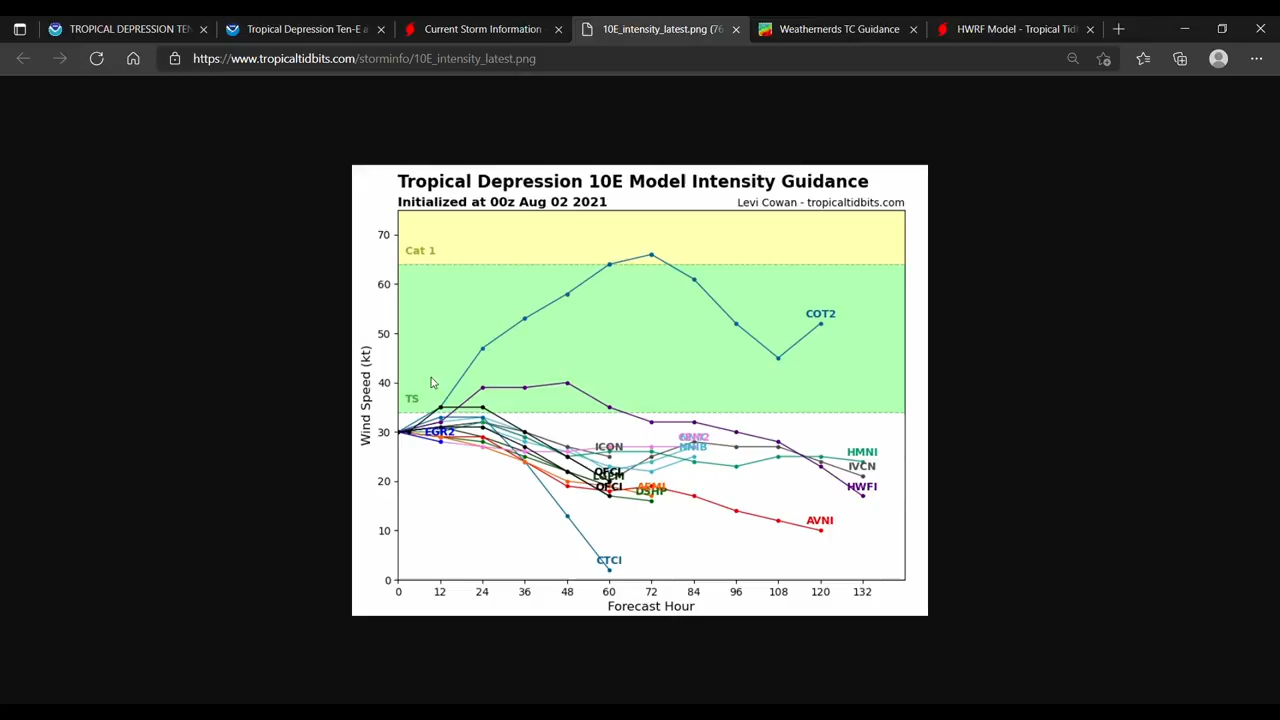 TROPICAL DEPRESSION TEN
Tropical Depression Ten-E a
Current Storm Information
10E_intensity_latest.png (76
Weathernerds TC Guidance
HWRF Model - Tropical Tid
https://www.tropicaltidbits.com/storminfo/10E_intensity_latest.png
Tropical Depression 10E Model Intensity Guidance
Initialized at 00z Aug 02 2021
Levi Cowan - tropicaltidbits.com
70
Cat 1
60
COT2
50
40
TS
Wind Speed (kt)
30
EGR2
ICON
NNIB
HMNI
IVCN
20
OFCI
OFCI
DSHP
HWFI
AVNI
10
CTCI
0
0 12 24 36 48 60 72 84 96 108 120 132
Forecast Hour